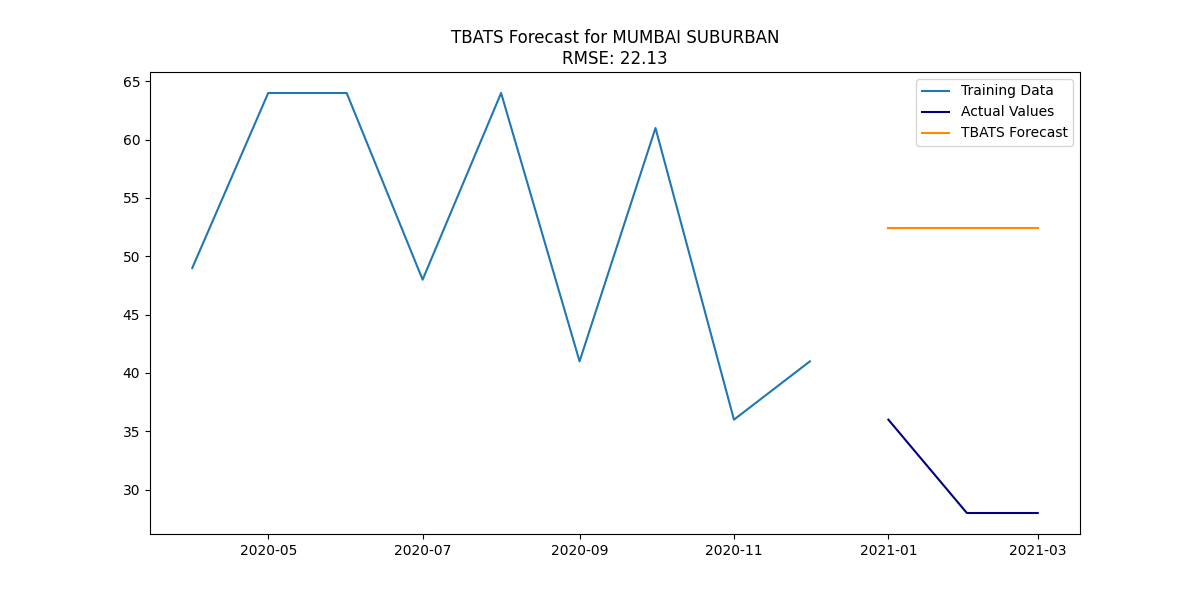 TBATS Forecast for MUMBAI SUBURBAN
RMSE: 22.13
65
60
55
50
45
40
35
30
Training Data
Actual Values
TBATS Forecast
2020-05 2020-07 2020-09 2020-11 2021-01 2021-03